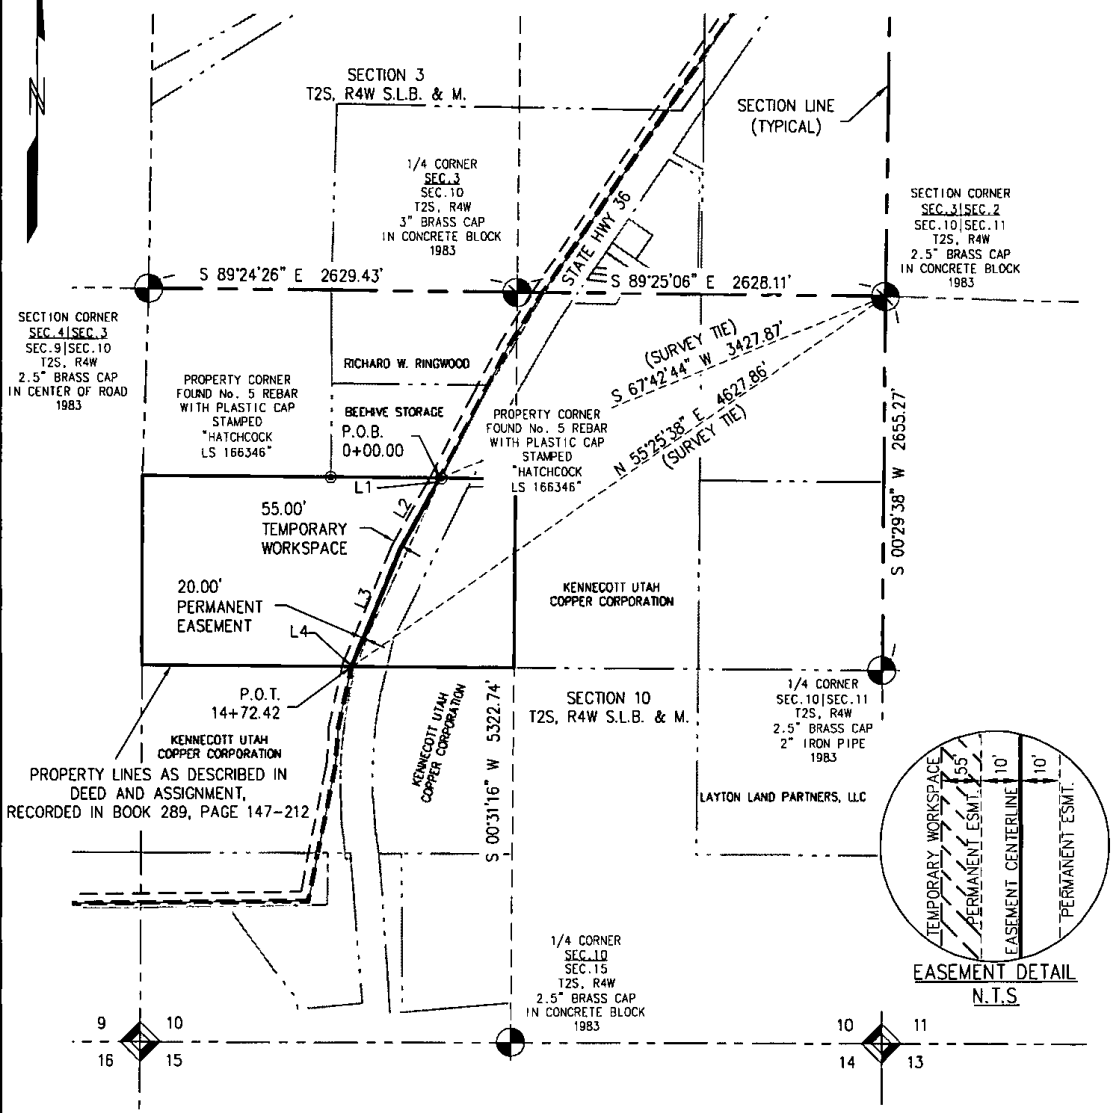 N
SECTION 3
T2S, R4W S.L.B. & M.
SECTION LINE
(TYPICAL)
1/4 CORNER
SEC.3
SEC.10
T2S, R4W
3" BRASS CAP
IN CONCRETE BLOCK
1983
STATE HWY 36
SECTION CORNER
SEC.3|SEC.2
SEC.10|SEC.11
T2S, R4W
2.5" BRASS CAP
IN CONCRETE BLOCK
1983
S 89°24'26" E 2629.43'
S 89°25'06" E 2628.11'
SECTION CORNER
SEC.4|SEC.3
SEC.9|SEC.10
T2S, R4W
2.5" BRASS CAP
IN CENTER OF ROAD
1983
PROPERTY CORNER
FOUND No. 5 REBAR
WITH PLASTIC CAP
STAMPED
"HATCHCOCK
LS 166346"
RICHARD W. RINGWOOD
BEEHIVE STORAGE
P.O.B.
0+00.00
PROPERTY CORNER
FOUND No. 5 REBAR
WITH PLASTIC CAP
STAMPED
"HATCHCOCK
LS 166346"
(SURVEY TIE)
S 67°42'44" W 3427.87'
N 55°25'38" E 4627.86'
(SURVEY TIE)
S 00°29'38" W 2655.27'
L1
L2
55.00'
TEMPORARY
WORKSPACE
20.00'
PERMANENT
EASEMENT
L3
L4
KENNECOTT UTAH
COPPER CORPORATION
P.O.T.
14+72.42
KENNECOTT UTAH
COPPER CORPORATION
PROPERTY LINES AS DESCRIBED IN
DEED AND ASSIGNMENT,
RECORDED IN BOOK 289, PAGE 147-212
KENNECOTT UTAH
COPPER CORPORATION
S 00°31'16" W 5322.74'
SECTION 10
T2S, R4W S.L.B. & M.
1/4 CORNER
SEC.10|SEC.11
T2S, R4W
2.5" BRASS CAP
2" IRON PIPE
1983
LAYTON LAND PARTNERS, LLC
TEMPORARY WORKSPACE
55'
PERMANENT ESMT.
10'
EASEMENT CENTERLINE
10'
PERMANENT ESMT.
EASEMENT DETAIL
N.T.S
1/4 CORNER
SEC.10
SEC.15
T2S, R4W
2.5" BRASS CAP
IN CONCRETE BLOCK
1983
9 10
16 15
10 11
14 13